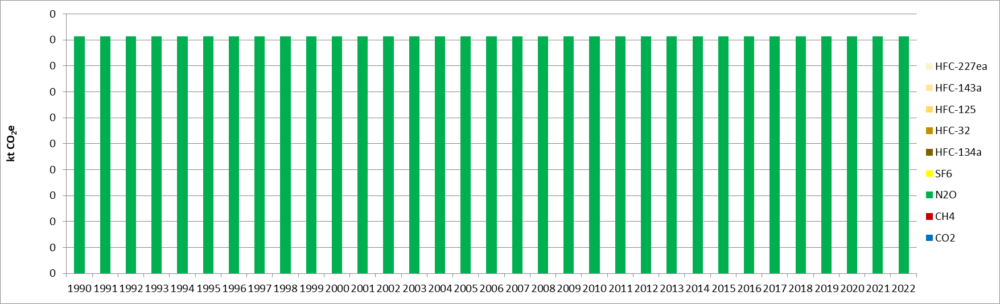 kt CO₂e
0
0
0
0
0
0
0
0
0
0
0
1990 1991 1992 1993 1994 1995 1996 1997 1998 1999 2000 2001 2002 2003 2004 2005 2006 2007 2008 2009 2010 2011 2012 2013 2014 2015 2016 2017 2018 2019 2020 2021 2022
HFC-227ea
HFC-143a
HFC-125
HFC-32
HFC-134a
SF6
N2O
CH4
CO2